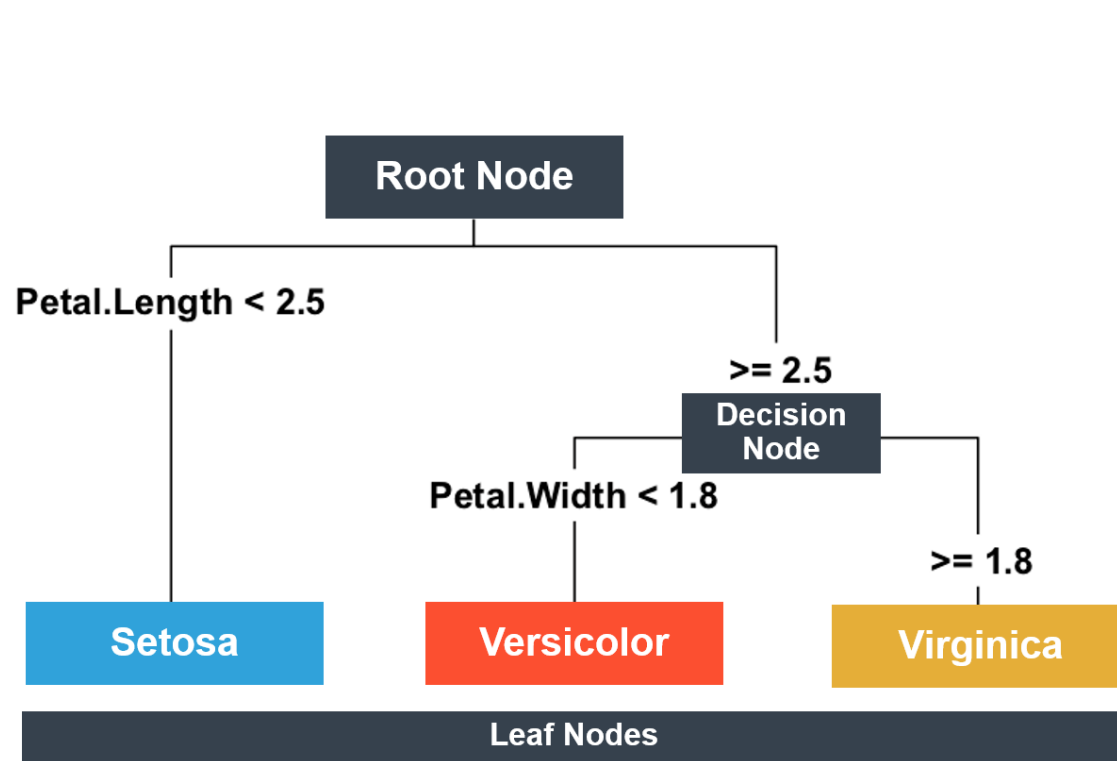 Root Node
Petal.Length < 2.5
>= 2.5
Decision
Node
Petal.Width < 1.8
>= 1.8
Setosa
Versicolor
Virginica
Leaf Nodes